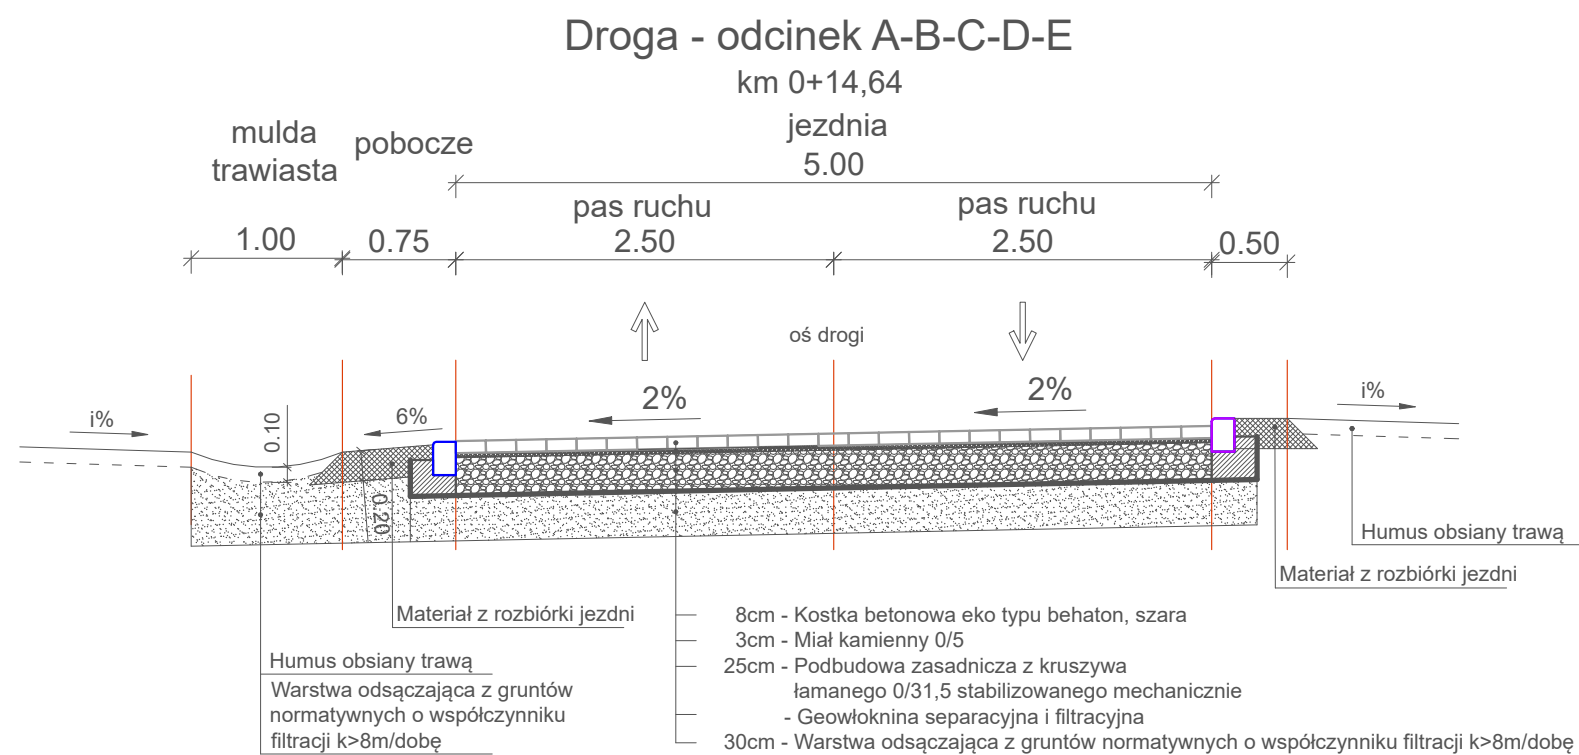 Droga - odcinek A-B-C-D-E
km 0+14,64
jezdnia
5.00
mulda
trawiasta
pobocze
pas ruchu
pas ruchu
1.00
0.75
2.50
2.50
0.50
oś drogi
i%
0.10
6%
2%
2%
i%
0.20
Humus obsiany trawą
Materiał z rozbiórki jezdni
Materiał z rozbiórki jezdni
Humus obsiany trawą
Warstwa odsączająca z gruntów
normatywnych o współczynniku
filtracji k>8m/dobę
8cm - Kostka betonowa eko typu behaton, szara
3cm - Miał kamienny 0/5
25cm - Podbudowa zasadnicza z kruszywa
łamanego 0/31,5 stabilizowanego mechanicznie
- Geowłoknina separacyjna i filtracyjna
30cm - Warstwa odsączająca z gruntów normatywnych o współczynniku filtracji k>8m/dobę